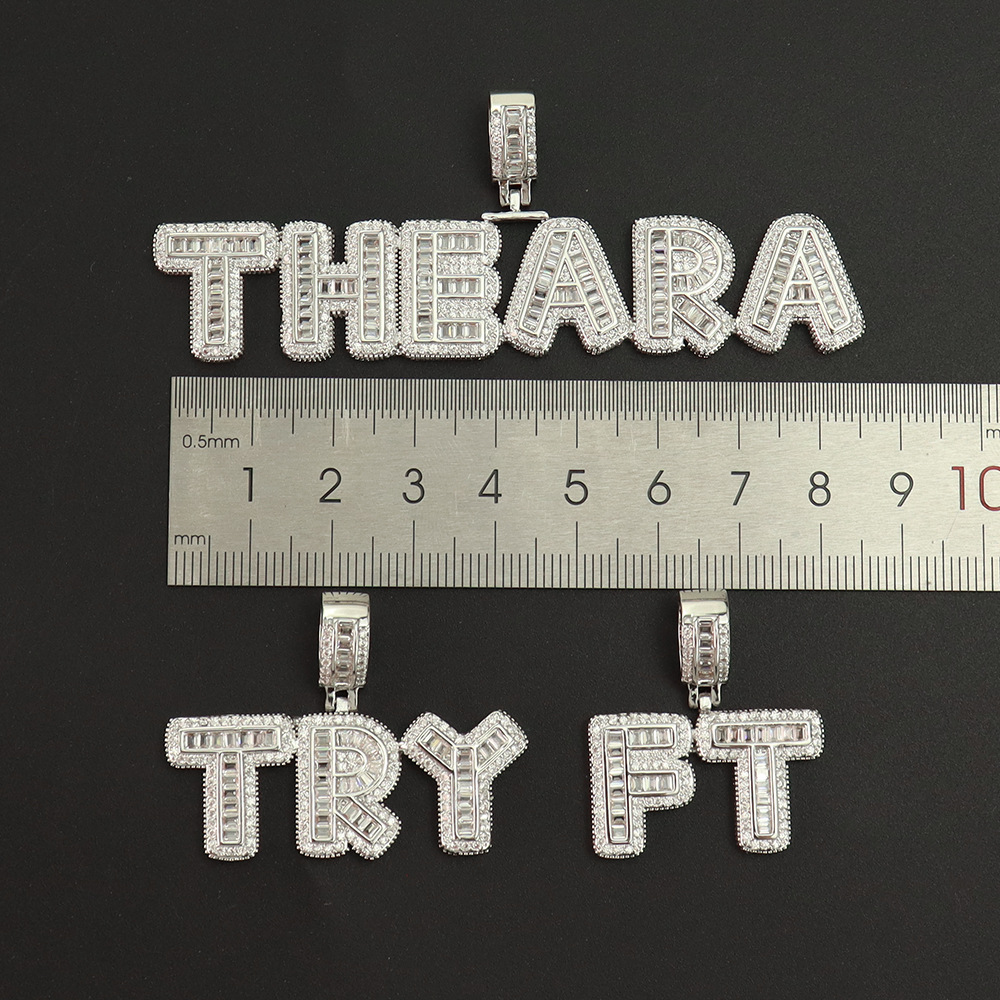 THEARA
0.5mm
1 2 3 4 5 6 7 8 9 10
mm
TRY FT